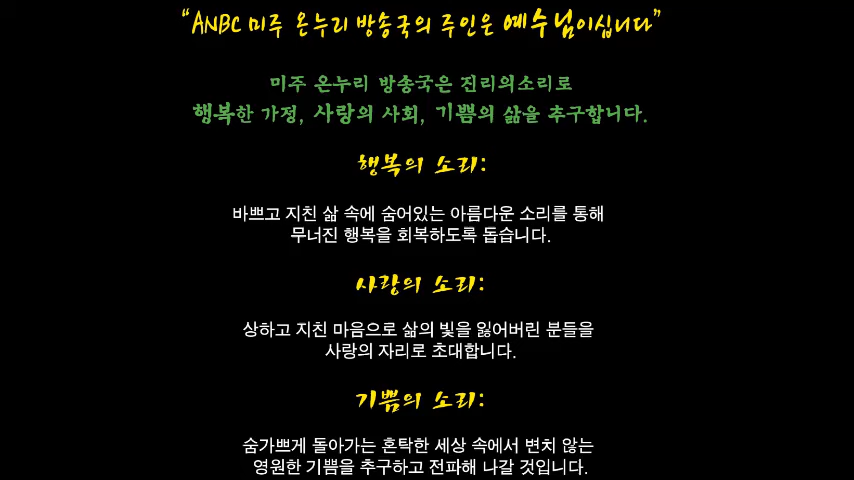 “ANBC 미주 온누리 방송국의 주인은 예수님이십니다”
미주 온누리 방송국은 진리의소리로
행복한 가정, 사랑의 사회, 기쁨의 삶을 추구합니다.
행복의 소리:
바쁘고 지친 삶 속에 숨어있는 아름다운 소리를 통해
무너진 행복을 회복하도록 돕습니다.
사랑의 소리:
상하고 지친 마음으로 삶의 빛을 잃어버린 분들을
사랑의 자리로 초대합니다.
기쁨의 소리:
숨가쁘게 돌아가는 혼탁한 세상 속에서 변치 않는
영원한 기쁨을 추구하고 전파해 나갈 것입니다.